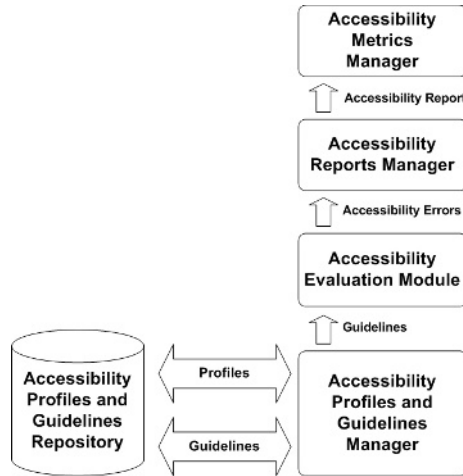 Accessibility
Metrics
Manager
Accessibility Report
Accessibility
Reports Manager
Accessibility Errors
Accessibility
Evaluation Module
Guidelines
Accessibility
Profiles and
Guidelines
Repository
Profiles
Guidelines
Accessibility
Profiles and
Guidelines
Manager